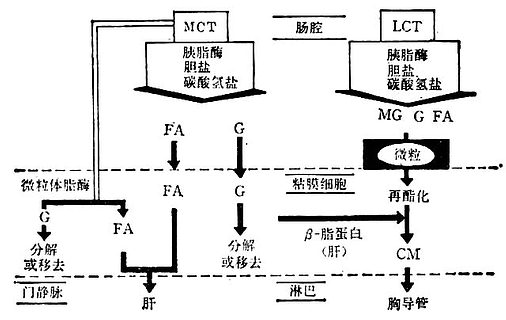 MCT
肠腔
LCT
胰脂酶
胆盐
碳酸氢盐
胰脂酶
胆盐
碳酸氢盐
MG G FA
FA
G
微粒
微粒体脂酶
FA
G
粘膜细胞
再酯化
G
FA
β-脂蛋白
(肝)
分解
或移去
分解
或移去
CM
门静脉
肝
淋巴
胸导管